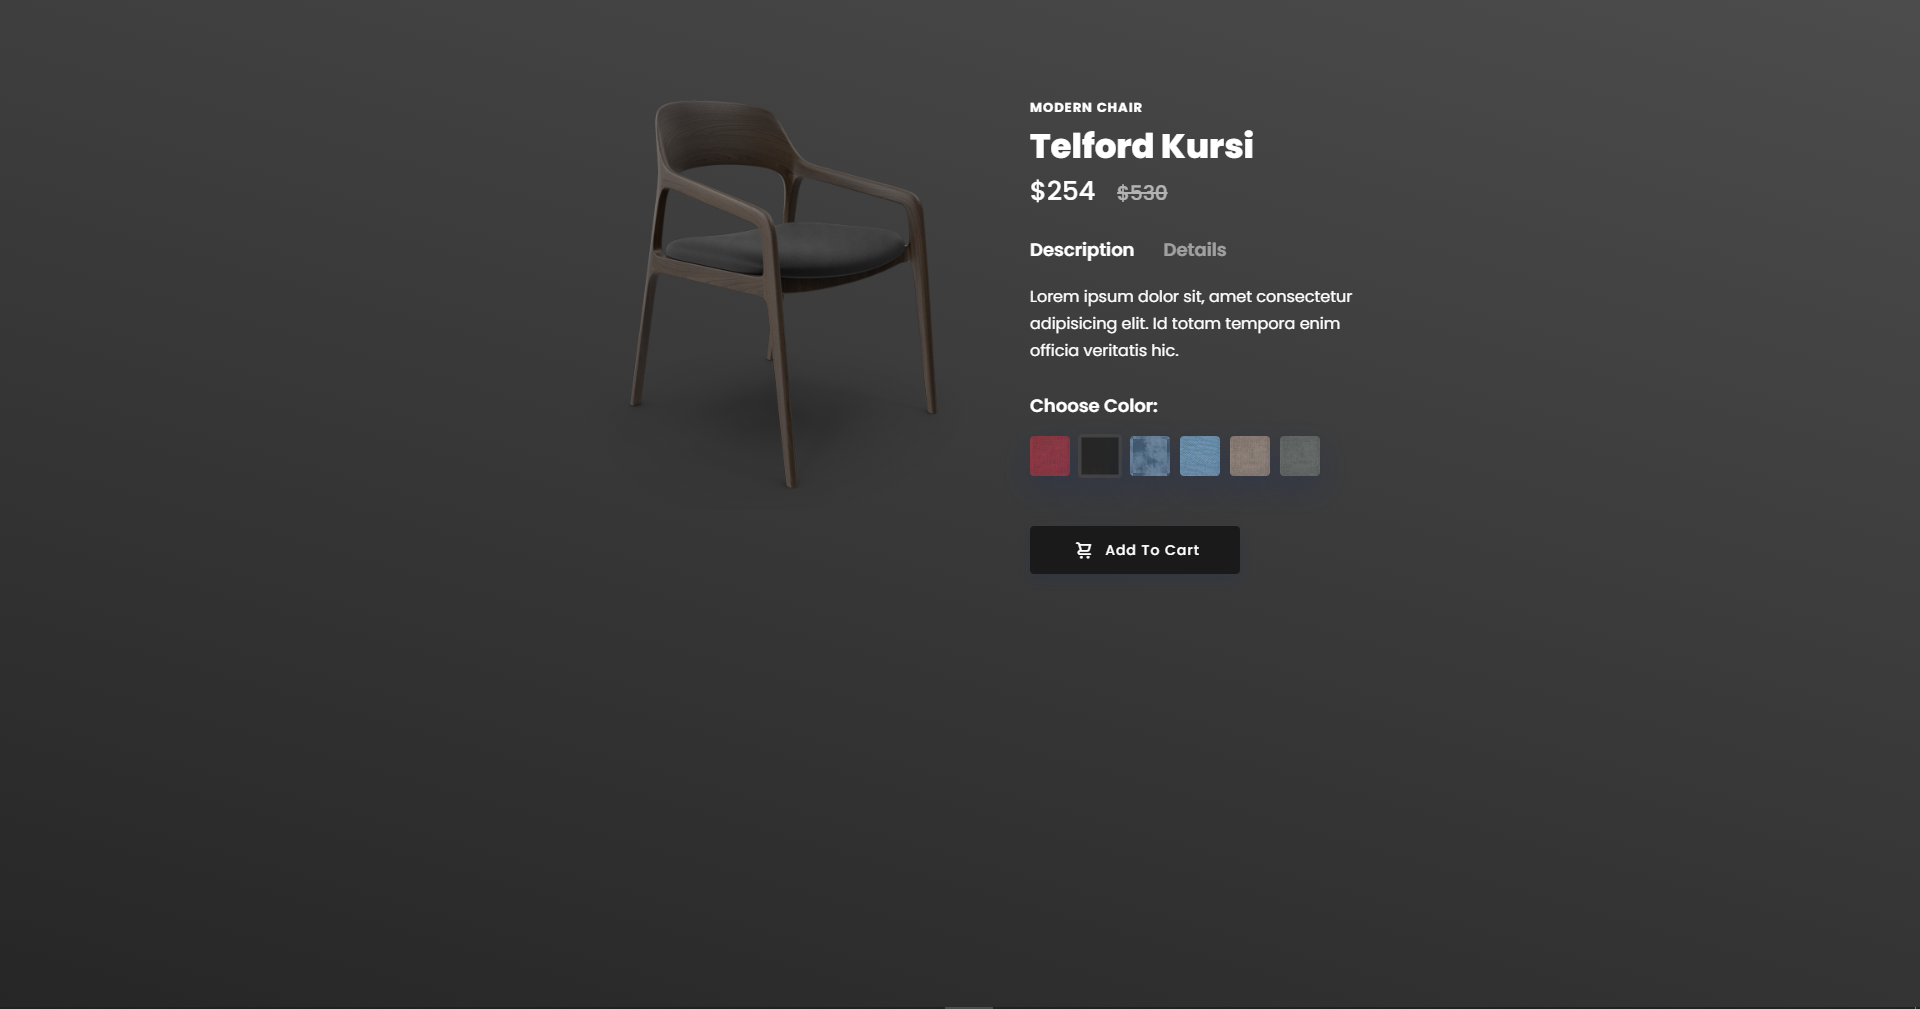 MODERN CHAIR
Telford Kursi
$254 $530
Description Details
Lorem ipsum dolor sit, amet consectetur
adipisicing elit. Id totam tempora enim
officia veritatis hic.
Choose Color:
Add To Cart